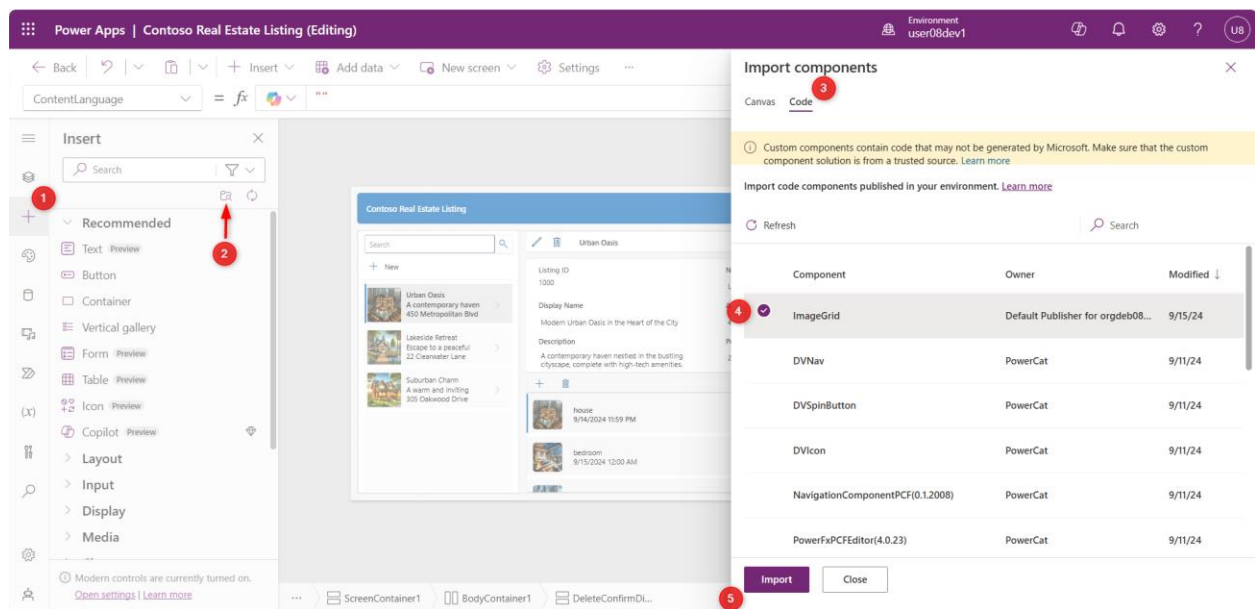 Power Apps | Contoso Real Estate Listing (Editing)
Environment
user08dev1
U8
Back
Insert
Add data
New screen
Settings
...
ContentLanguage
= fx
""
Insert
Search
1
2
Recommended
Text Preview
Button
Container
Vertical gallery
Form Preview
Table Preview
Icon Preview
Copilot Preview
Layout
Input
Display
Media
Modern controls are currently turned on.
Open settings | Learn more
Contoso Real Estate Listing
Search
New
Urban Oasis
A contemporary haven
450 Metropolitan Blvd
Lakeside Retreat
Escape to a peaceful
22 Clearwater Lane
Suburban Charm
A warm and inviting
305 Oakwood Drive
Urban Oasis
Listing ID
1000
Display Name
Modern Urban Oasis in the Heart of the City
Description
A contemporary haven nestled in the bustling
cityscape, complete with high-tech amenities.
house
9/14/2024 11:59 PM
bedroom
9/15/2024 12:00 AM
... ScreenContainer1 BodyContainer1 DeleteConfirmDi...
Import components
3
Canvas Code
Custom components contain code that may not be generated by Microsoft. Make sure that the custom
component solution is from a trusted source. Learn more
Import code components published in your environment. Learn more
Refresh
Search
Component Owner Modified ↓
4
ImageGrid Default Publisher for orgdeb08... 9/15/24
DVNav PowerCat 9/11/24
DVSpinButton PowerCat 9/11/24
DVIcon PowerCat 9/11/24
NavigationComponentPCF(0.1.2008) PowerCat 9/11/24
PowerFxPCFEditor(4.0.23) PowerCat 9/11/24
5
Import Close